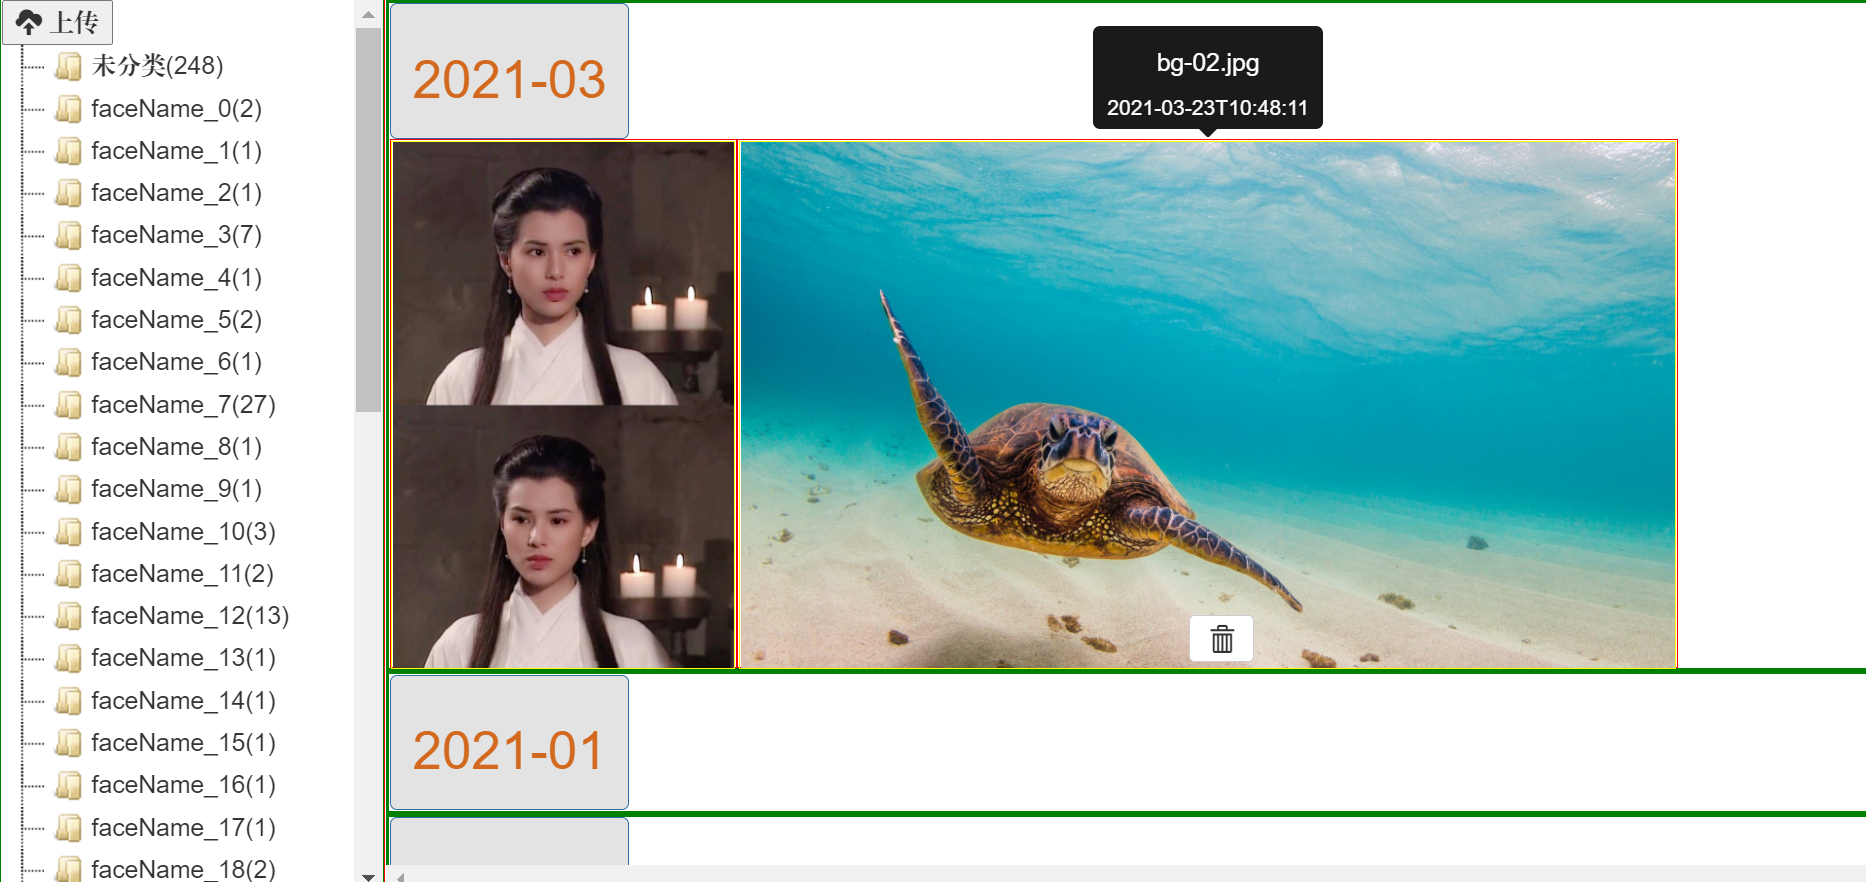 上传
未分类(248)
faceName_0(2)
faceName_1(1)
faceName_2(1)
faceName_3(7)
faceName_4(1)
faceName_5(2)
faceName_6(1)
faceName_7(27)
faceName_8(1)
faceName_9(1)
faceName_10(3)
faceName_11(2)
faceName_12(13)
faceName_13(1)
faceName_14(1)
faceName_15(1)
faceName_16(1)
faceName_17(1)
faceName_18(2)
2021-03
bg-02.jpg
2021-03-23T10:48:11
2021-01